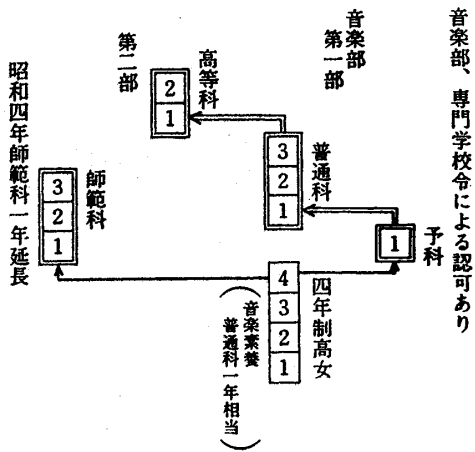 音楽部、専門学校令による認可あり
音楽部
第一部
予科
1
普通科
3
2
1
高等科
2
1
四年制高女
4
3
2
1
(音楽素養
普通科一年相当)
第二部
師範科
3
2
1
昭和四年師範科一年延長